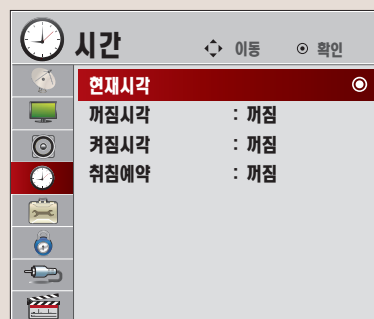 시간 이동 확인
현재시각
꺼짐시각 : 꺼짐
켜짐시각 : 꺼짐
취침예약 : 꺼짐